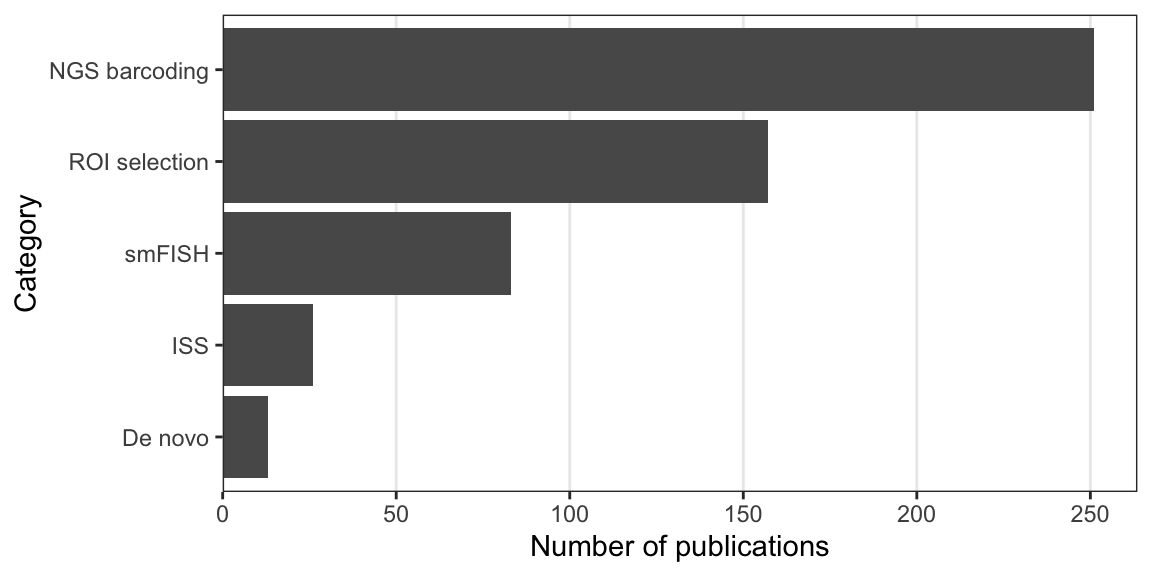 NGS barcoding
ROI selection
smFISH
ISS
De novo
Category
0 50 100 150 200 250
Number of publications